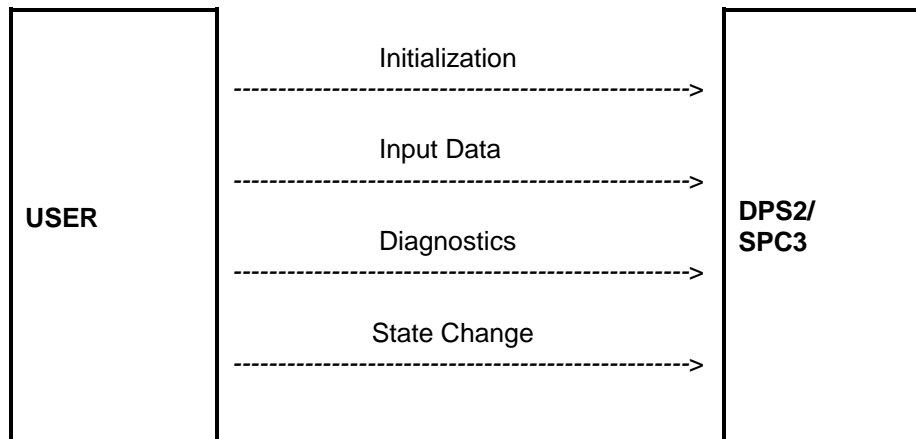 Initialization
Input Data
USER
DPS2/
SPC3
Diagnostics
State Change